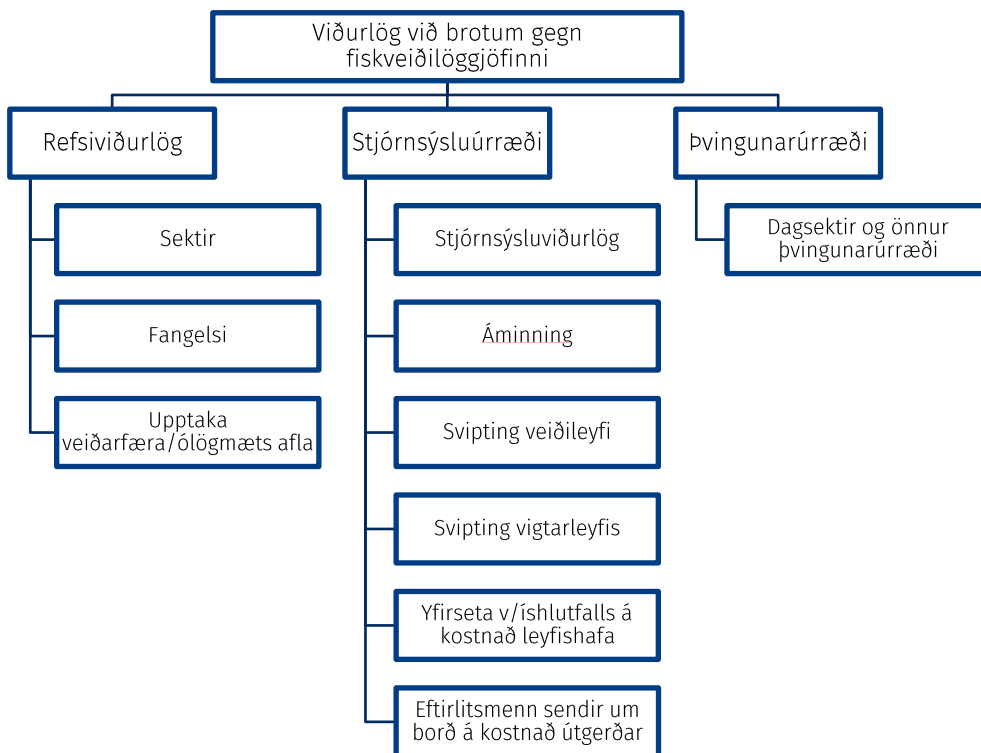 Viðurlög við brotum gegn
fiskveiðilöggjöfinni
Refsiviðurlög
Sektir
Fangelsi
Upptaka
veiðarfæra/ólögmæts afla
Stjórnsýsluúrræði
Stjórnsýsluviðurlög
Áminning
Svipting veiðileyfi
Svipting vigtarleyfis
Yfirseta v/íshlutfalls á
kostnað leyfishafa
Eftirlitsmenn sendir um
borð á kostnað útgerðar
Þvingunarúrræði
Dagsektir og önnur
þvingunarúrræði